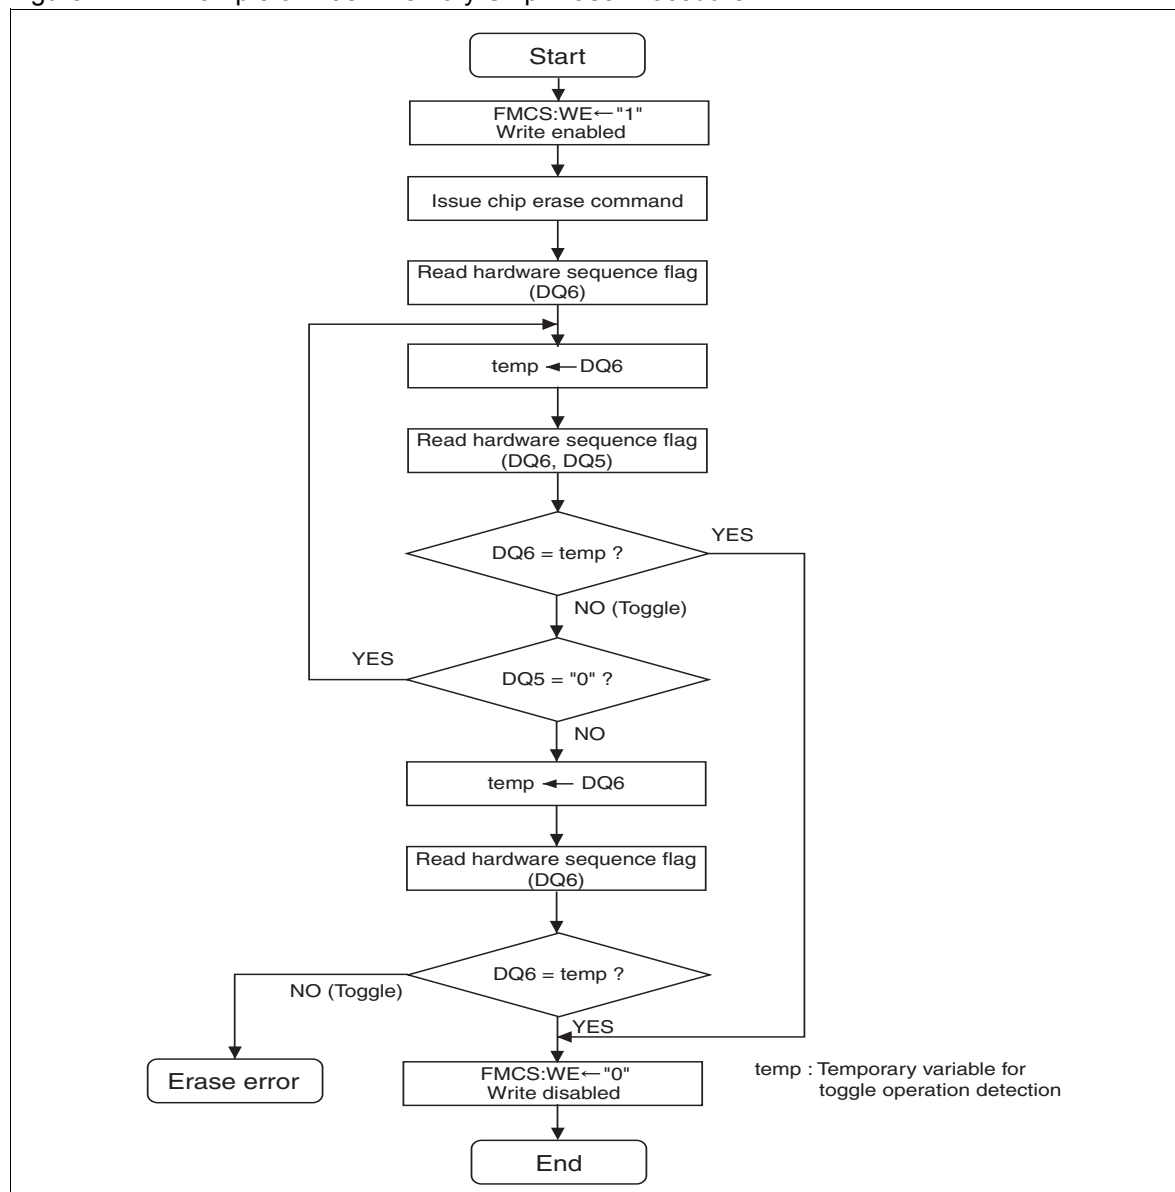 Start
FMCS:WE←"1"
Write enabled
Issue chip erase command
Read hardware sequence flag
(DQ6)
temp ← DQ6
Read hardware sequence flag
(DQ6, DQ5)
DQ6 = temp ?
YES
NO (Toggle)
YES
DQ5 = "0" ?
NO
temp ← DQ6
Read hardware sequence flag
(DQ6)
DQ6 = temp ?
NO (Toggle)
YES
Erase error
FMCS:WE←"0"
Write disabled
temp : Temporary variable for
toggle operation detection
End